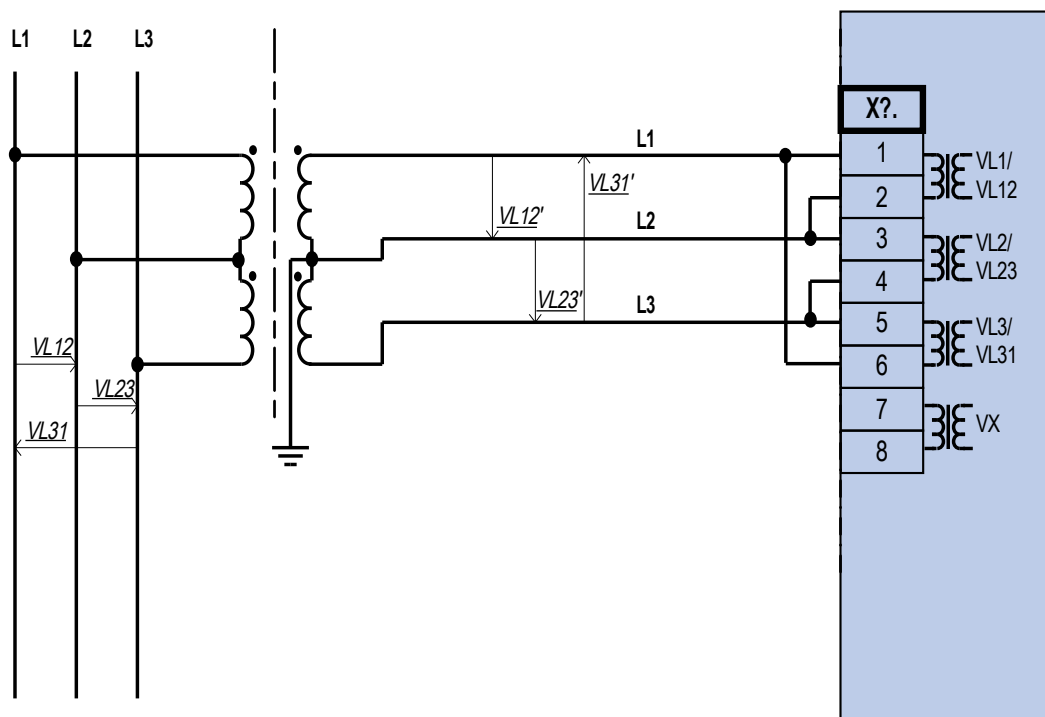 L1 L2 L3
X?.
L1
1
VL1/
VL12
VL31'
2
VL12'
L2
3
VL2/
VL23
4
VL23'
L3
5
VL3/
VL31
VL12
6
VL23
7
VX
VL31
8